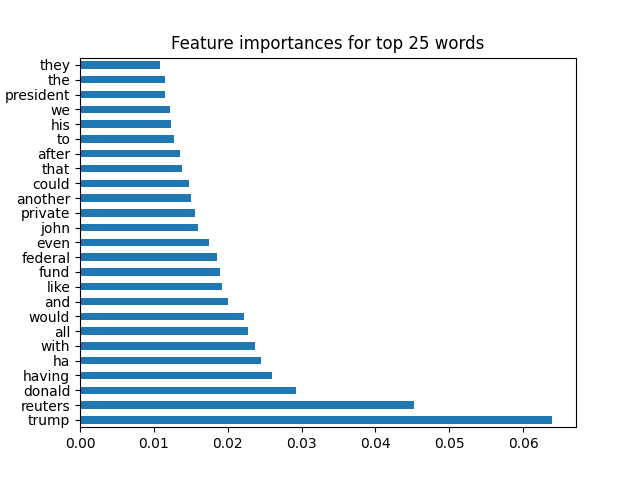 Feature importances for top 25 words
they
the
president
we
his
to
after
that
could
another
private
john
even
federal
fund
like
and
would
all
with
ha
having
donald
reuters
trump
0.00 0.01 0.02 0.03 0.04 0.05 0.06